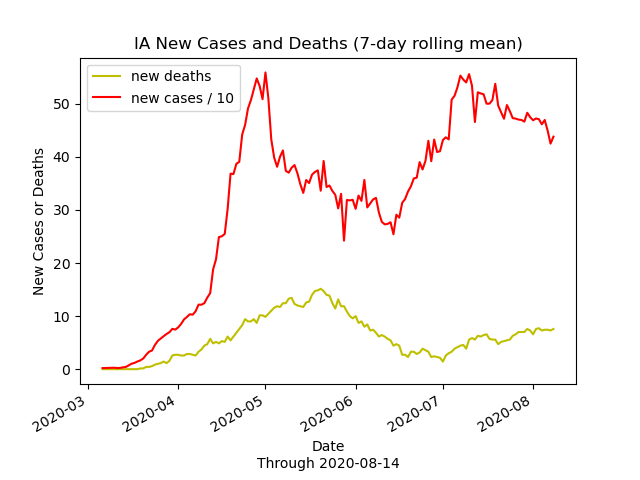 IA New Cases and Deaths (7-day rolling mean)
new deaths
new cases / 10
New Cases or Deaths
50
40
30
20
10
0
2020-03
2020-04
2020-05
2020-06
2020-07
2020-08
Date
Through 2020-08-14